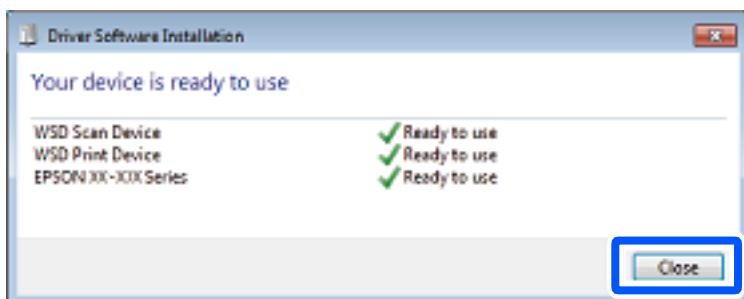 Driver Software Installation
Your device is ready to use
WSD Scan Device Ready to use
WSD Print Device Ready to use
EPSON XX-XXX Series Ready to use
Close